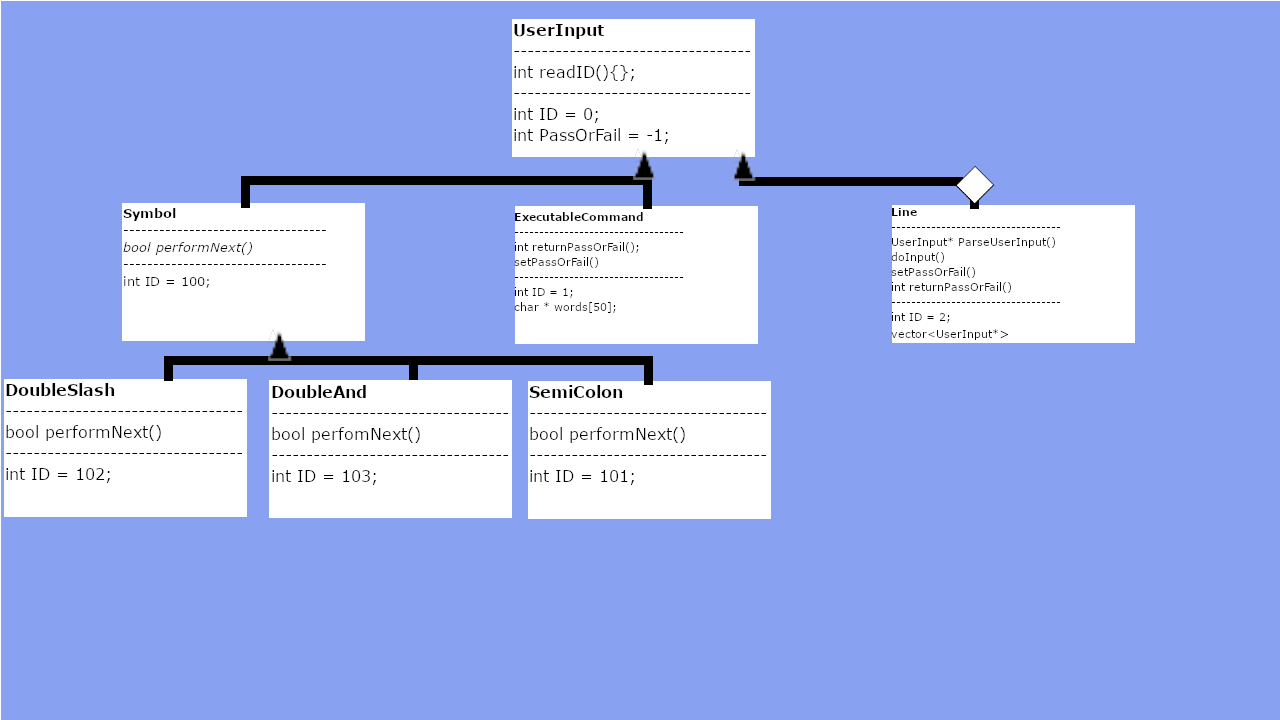 UserInput
----------------------------------------
int readID(){};
----------------------------------------
int ID = 0;
int PassOrFail = -1;
Symbol
----------------------------------------
bool performNext()
----------------------------------------
int ID = 100;
ExecutableCommand
----------------------------------------
int returnPassOrFail();
setPassOrFail()
----------------------------------------
int ID = 1;
char * words[50];
Line
----------------------------------------
UserInput* ParseUserInput()
doInput()
setPassOrFail()
int returnPassOrFail()
----------------------------------------
int ID = 2;
vector<UserInput*>
DoubleSlash
----------------------------------------
bool performNext()
----------------------------------------
int ID = 102;
DoubleAnd
----------------------------------------
bool perfomNext()
----------------------------------------
int ID = 103;
SemiColon
----------------------------------------
bool performNext()
----------------------------------------
int ID = 101;